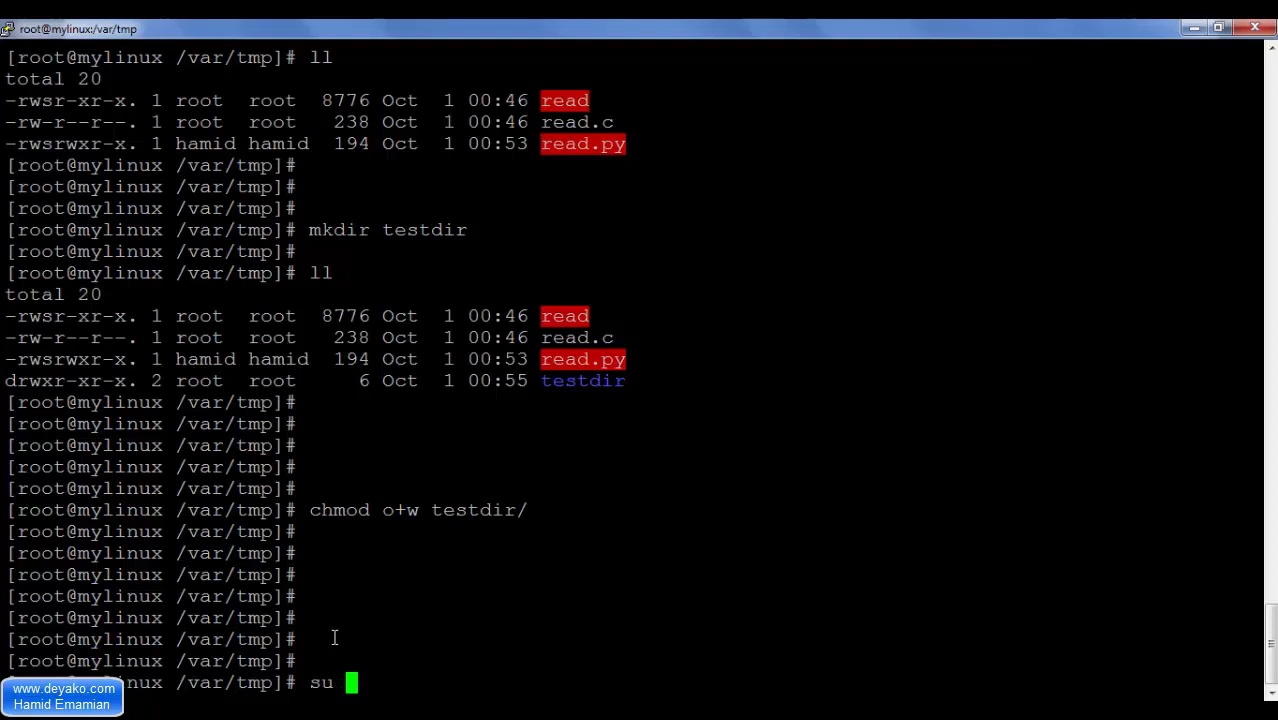 root@mylinux:/var/tmp
[root@mylinux /var/tmp]# ll
total 20
-rwsr-xr-x. 1 root  root  8776 Oct  1 00:46 read
-rw-r--r--. 1 root  root   238 Oct  1 00:46 read.c
-rwsrwxr-x. 1 hamid hamid  194 Oct  1 00:53 read.py
[root@mylinux /var/tmp]#
[root@mylinux /var/tmp]#
[root@mylinux /var/tmp]#
[root@mylinux /var/tmp]# mkdir testdir
[root@mylinux /var/tmp]#
[root@mylinux /var/tmp]# ll
total 20
-rwsr-xr-x. 1 root  root  8776 Oct  1 00:46 read
-rw-r--r--. 1 root  root   238 Oct  1 00:46 read.c
-rwsrwxr-x. 1 hamid hamid  194 Oct  1 00:53 read.py
drwxr-xr-x. 2 root  root     6 Oct  1 00:55 testdir
[root@mylinux /var/tmp]#
[root@mylinux /var/tmp]#
[root@mylinux /var/tmp]#
[root@mylinux /var/tmp]#
[root@mylinux /var/tmp]#
[root@mylinux /var/tmp]# chmod o+w testdir/
[root@mylinux /var/tmp]#
[root@mylinux /var/tmp]#
[root@mylinux /var/tmp]#
[root@mylinux /var/tmp]#
[root@mylinux /var/tmp]#
[root@mylinux /var/tmp]#
[root@mylinux /var/tmp]#
[root@mylinux /var/tmp]# su
www.deyako.com
Hamid Emamian